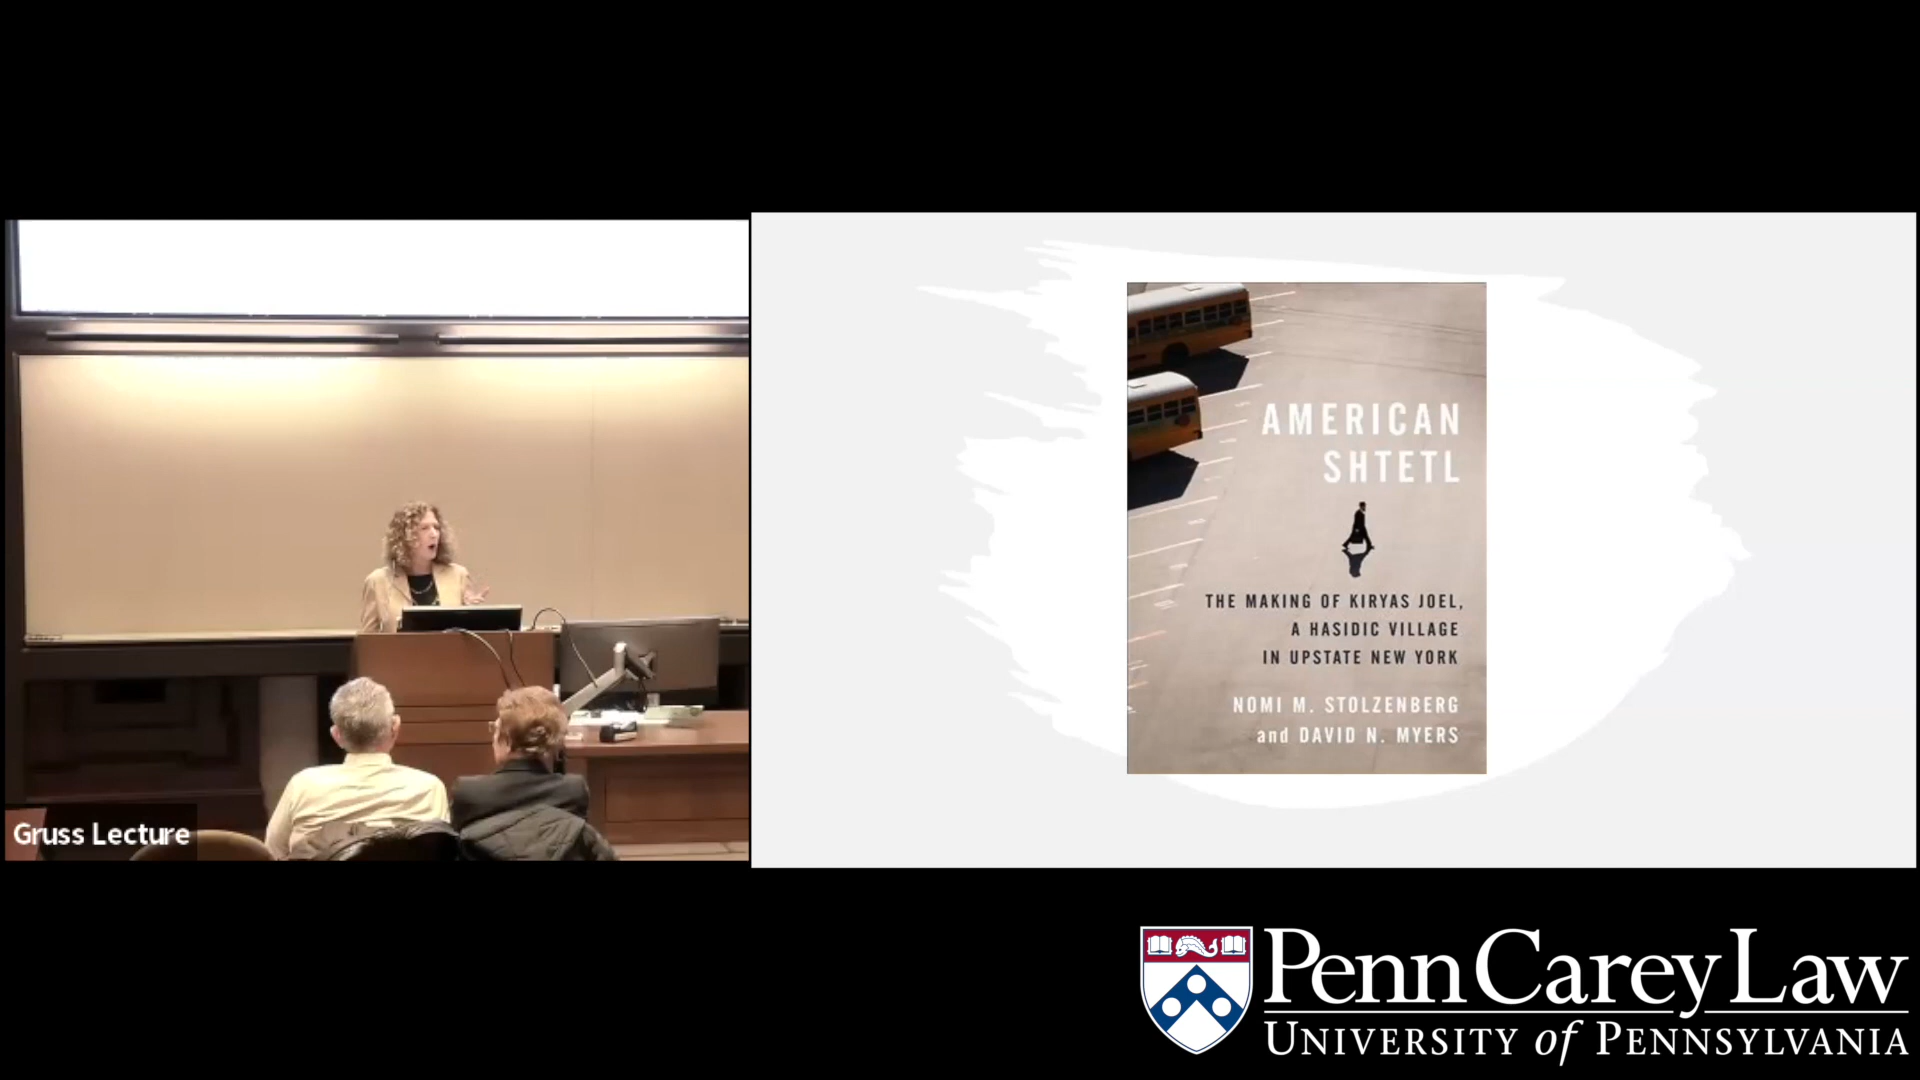 AMERICAN
SHTETL
THE MAKING OF KIRYAS JOEL,
A HASIDIC VILLAGE
IN UPSTATE NEW YORK
NOMI M. STOLZENBERG
and DAVID N. MYERS
Gruss Lecture
Penn Carey Law
UNIVERSITY of PENNSYLVANIA